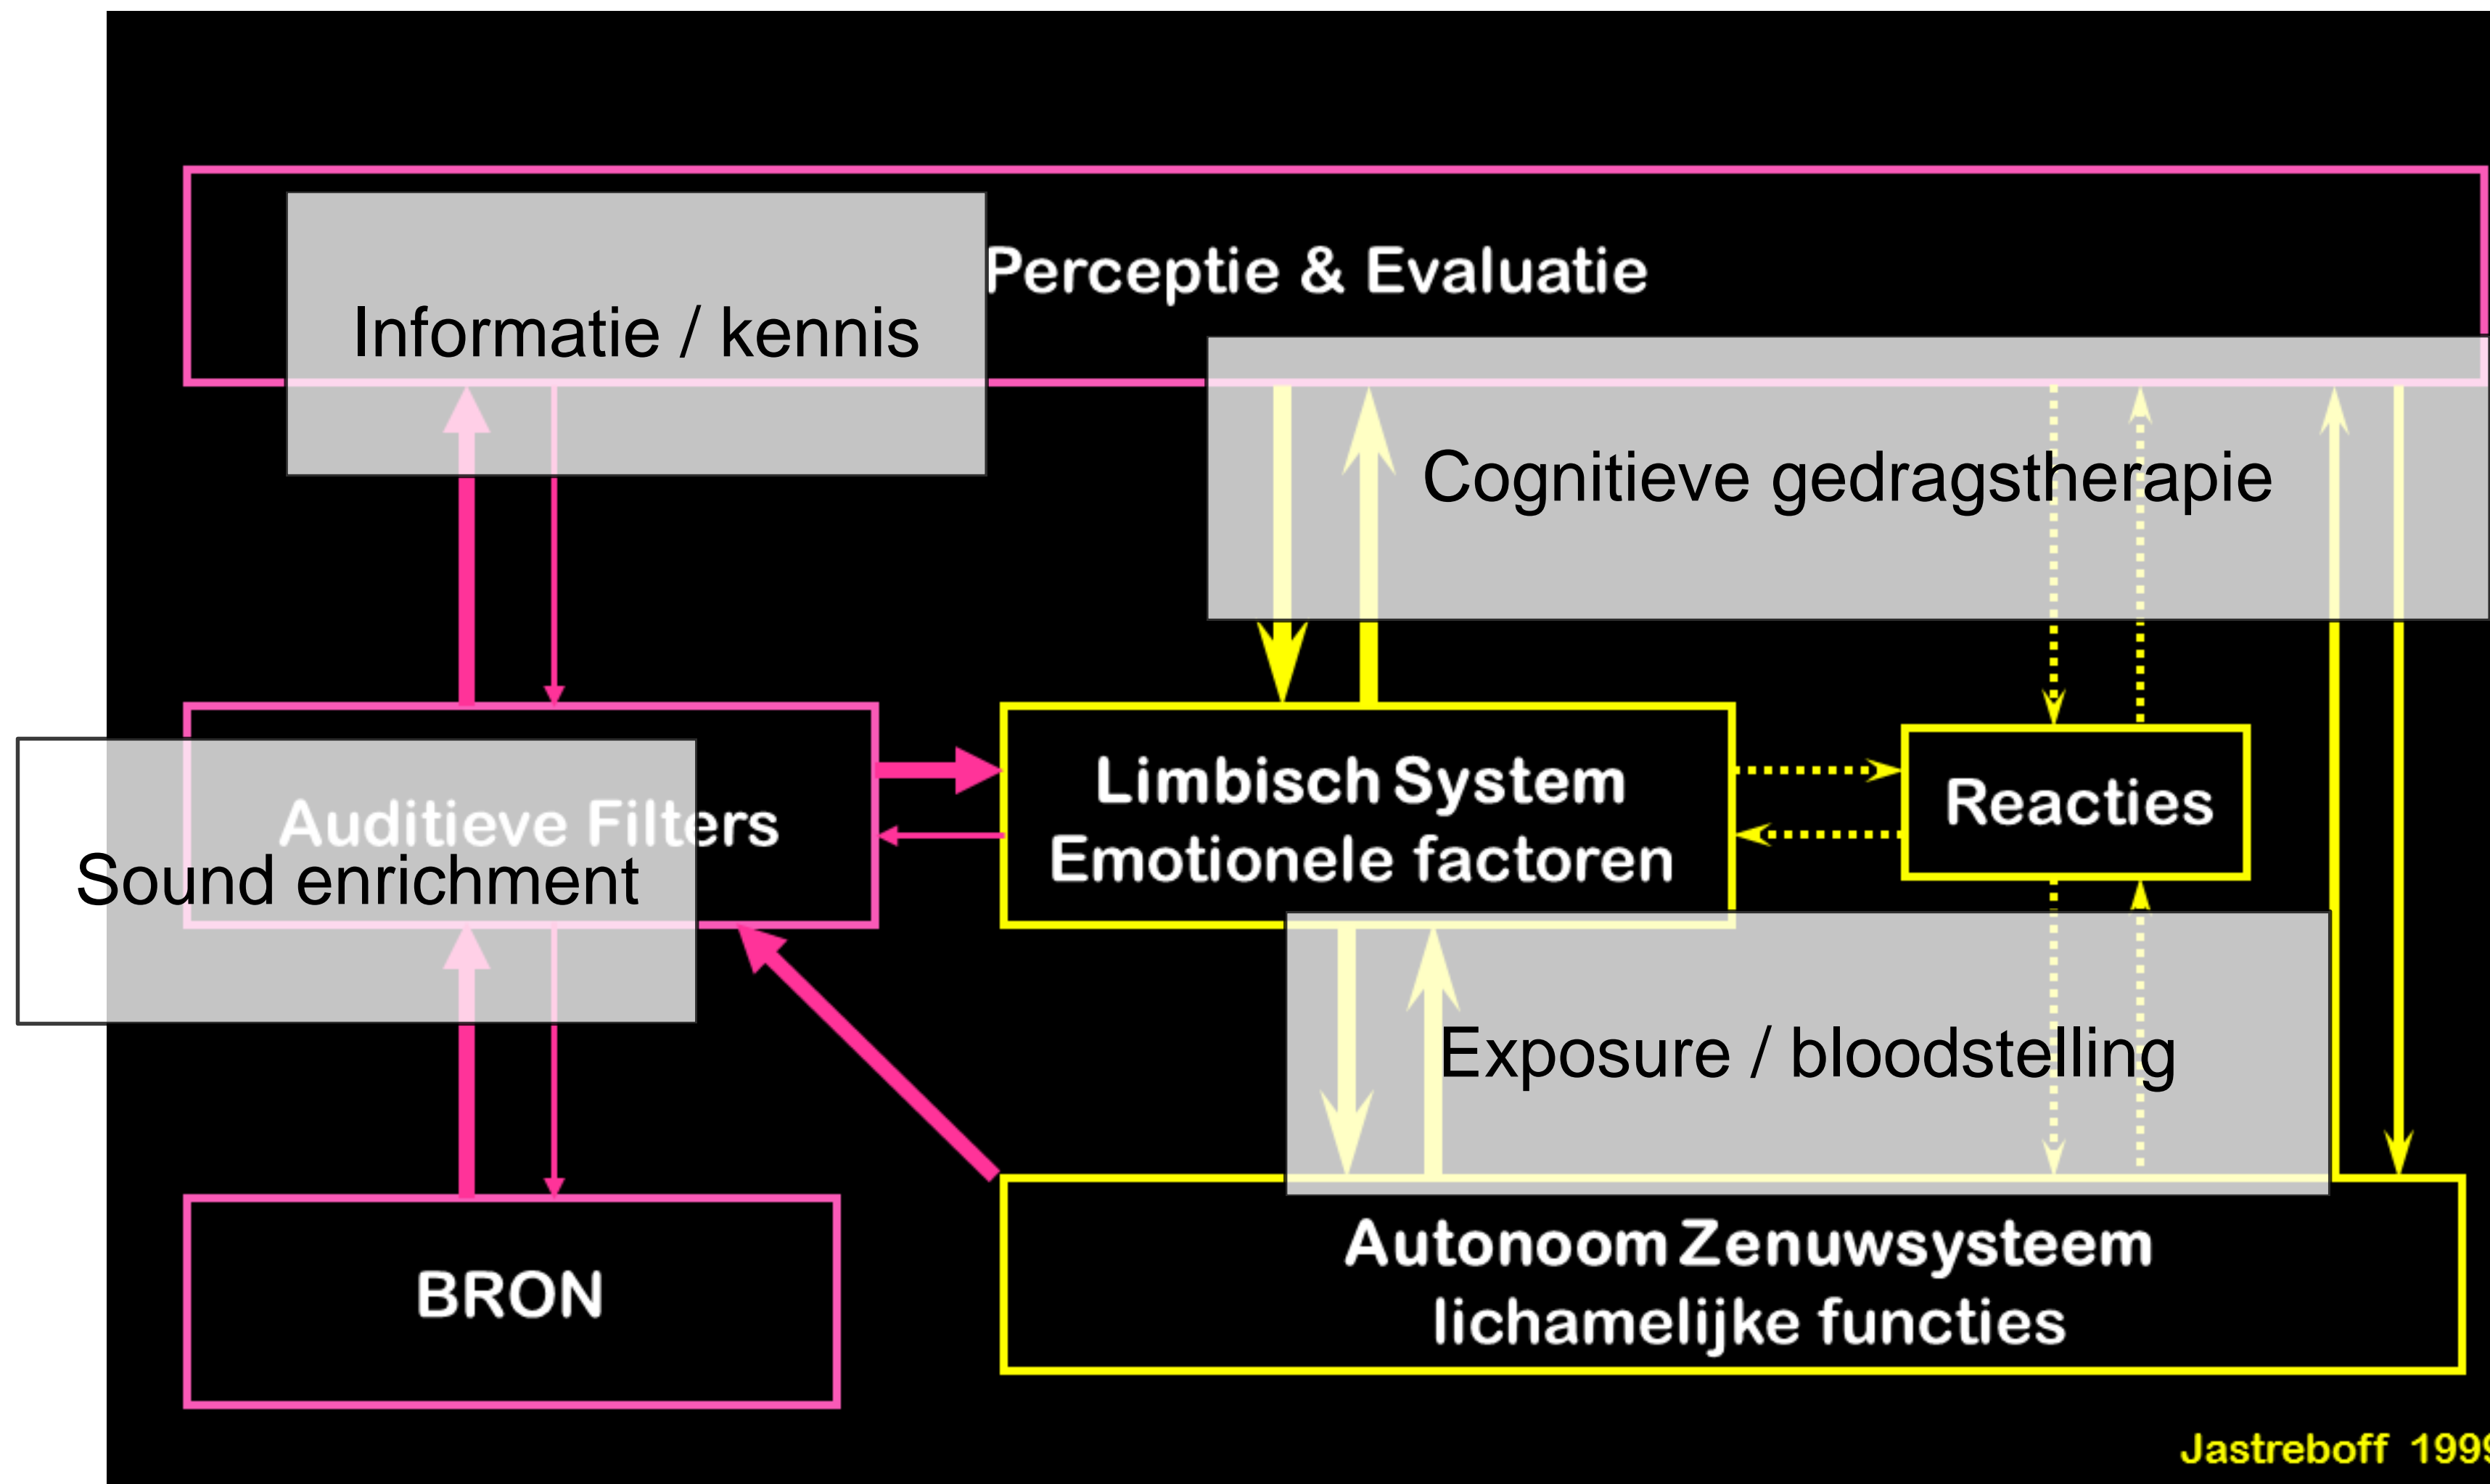 Perceptie & Evaluatie
Informatie / kennis
Cognitieve gedragstherapie
Auditieve Filters
Sound enrichment
Limbisch System
Emotionele factoren
Reacties
Exposure / bloodstelling
BRON
Autonoom Zenuwsysteem
lichamelijke functies
Jastreboff 1999